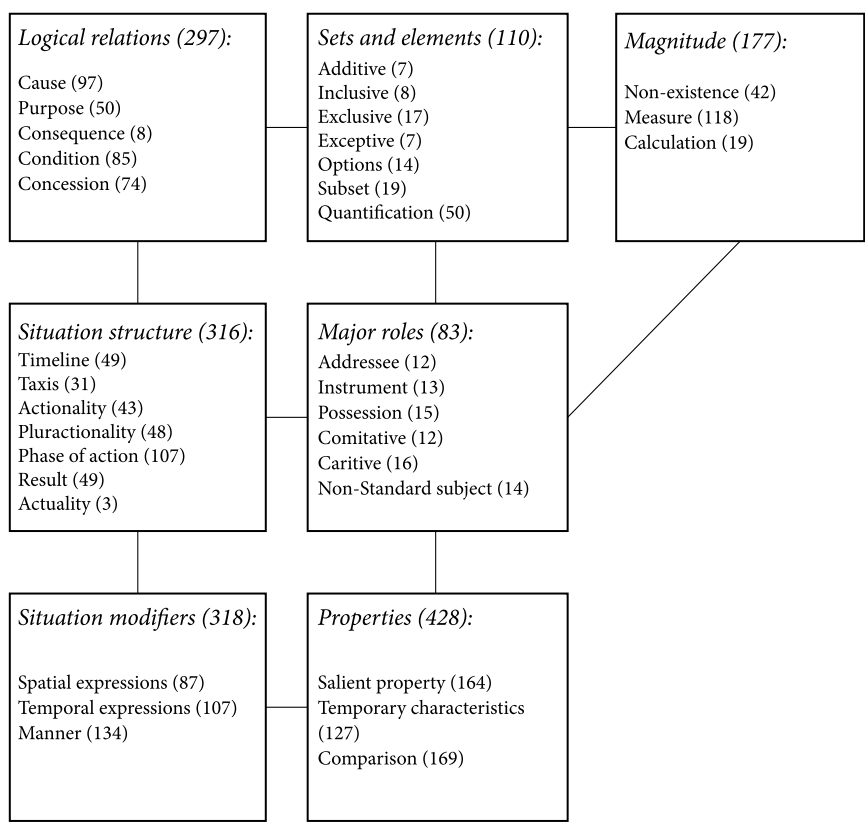 Logical relations (297):
Cause (97)
Purpose (50)
Consequence (8)
Condition (85)
Concession (74)
Sets and elements (110):
Additive (7)
Inclusive (8)
Exclusive (17)
Exceptive (7)
Options (14)
Subset (19)
Quantification (50)
Magnitude (177):
Non-existence (42)
Measure (118)
Calculation (19)
Situation structure (316):
Timeline (49)
Taxis (31)
Actionality (43)
Pluractionality (48)
Phase of action (107)
Result (49)
Actuality (3)
Major roles (83):
Addressee (12)
Instrument (13)
Possession (15)
Comitative (12)
Caritive (16)
Non-Standard subject (14)
Situation modifiers (318):
Spatial expressions (87)
Temporal expressions (107)
Manner (134)
Properties (428):
Salient property (164)
Temporary characteristics
(127)
Comparison (169)